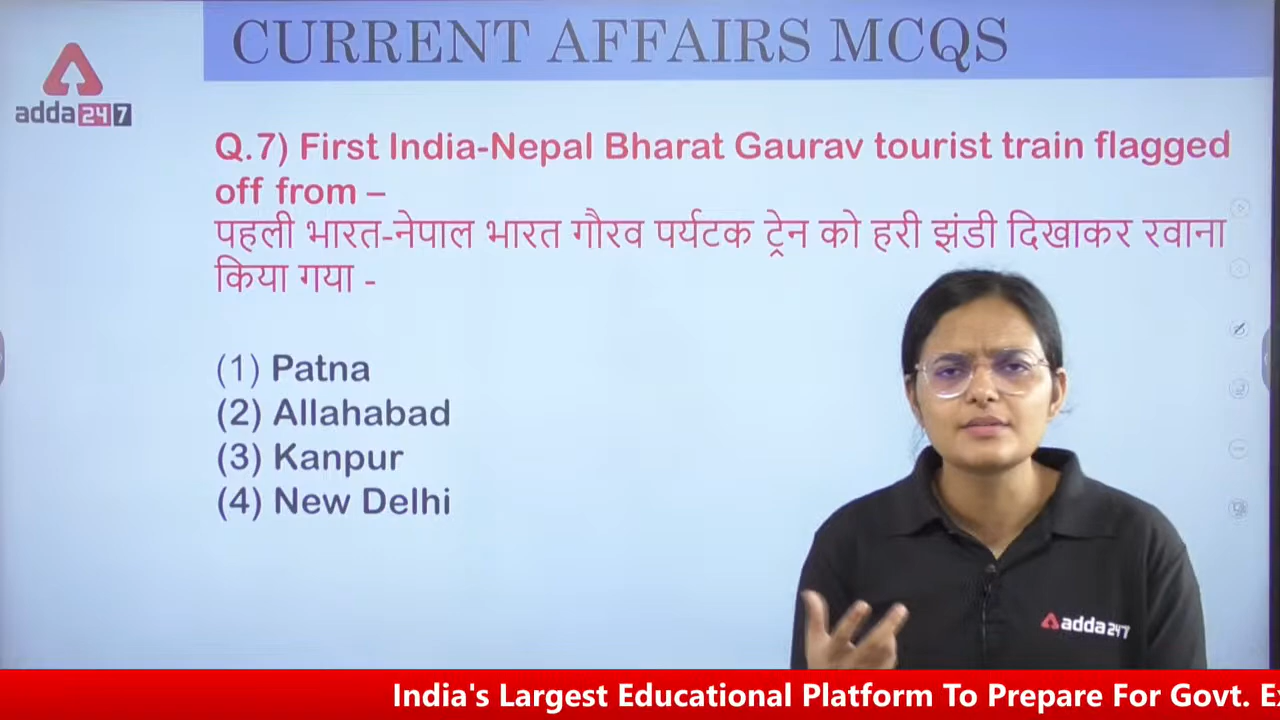 CURRENT AFFAIRS MCQS
adda247
Q.7) First India-Nepal Bharat Gaurav tourist train flagged
off from –
पहली भारत-नेपाल भारत गौरव पर्यटक ट्रेन को हरी झंडी दिखाकर रवाना
किया गया -
(1) Patna
(2) Allahabad
(3) Kanpur
(4) New Delhi
adda247
India's Largest Educational Platform To Prepare For Govt.